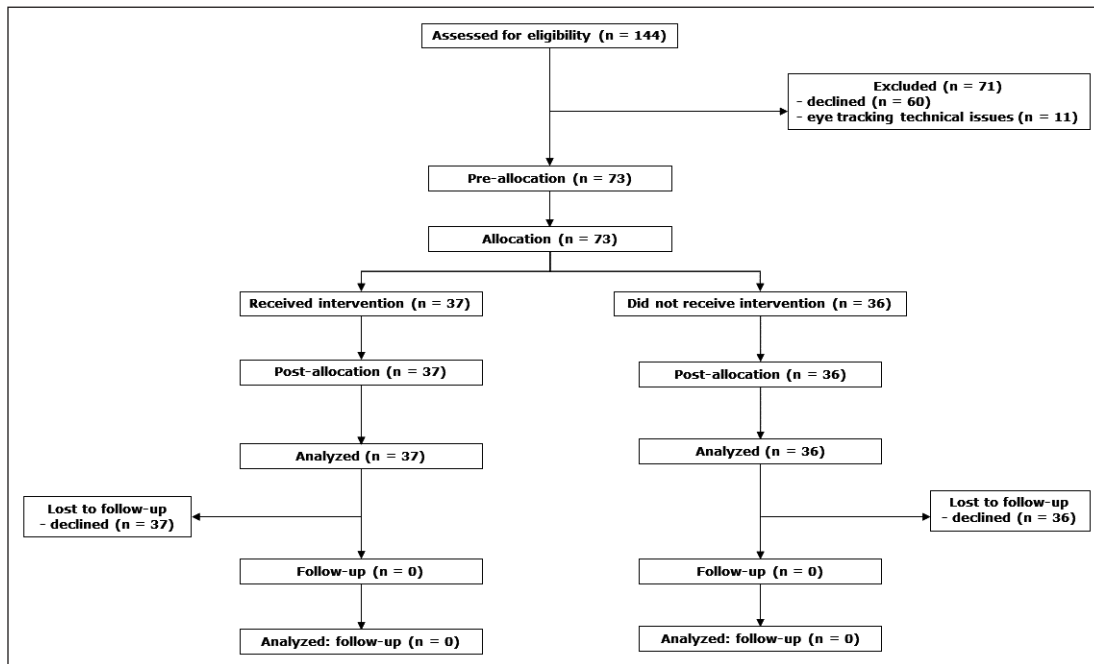 Assessed for eligibility (n = 144)
Excluded (n = 71)
- declined (n = 60)
- eye tracking technical issues (n = 11)
Pre-allocation (n = 73)
Allocation (n = 73)
Received intervention (n = 37)
Did not receive intervention (n = 36)
Post-allocation (n = 37)
Post-allocation (n = 36)
Analyzed (n = 37)
Analyzed (n = 36)
Lost to follow-up
- declined (n = 37)
Lost to follow-up
- declined (n = 36)
Follow-up (n = 0)
Follow-up (n = 0)
Analyzed: follow-up (n = 0)
Analyzed: follow-up (n = 0)